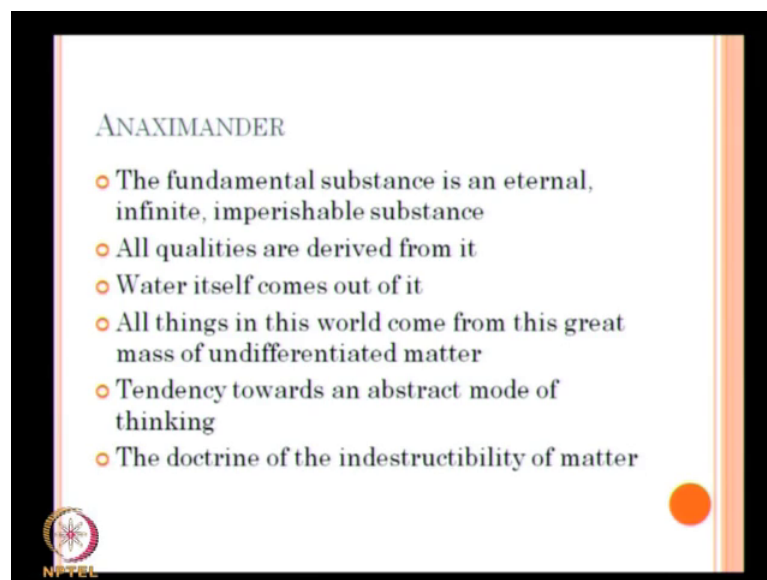 ANAXIMANDER
The fundamental substance is an eternal,
infinite, imperishable substance
All qualities are derived from it
Water itself comes out of it
All things in this world come from this great
mass of undifferentiated matter
Tendency towards an abstract mode of
thinking
The doctrine of the indestructibility of matter
NPTEL